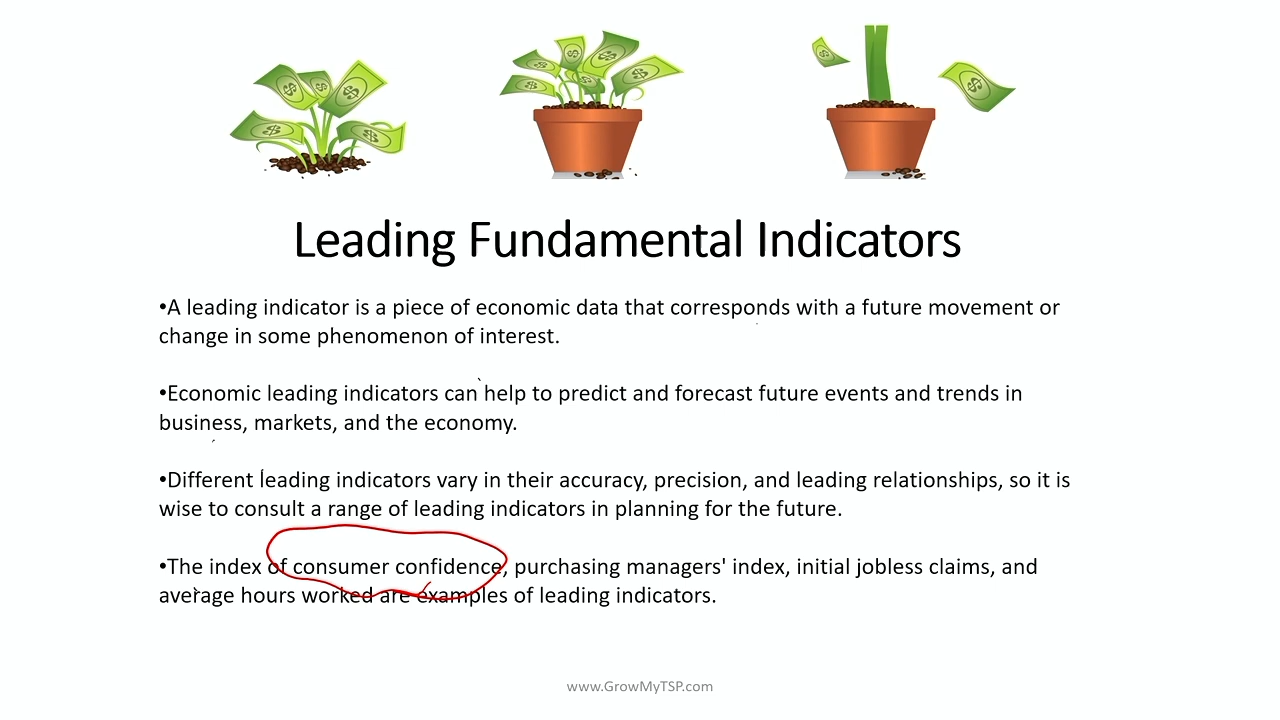 Leading Fundamental Indicators
•A leading indicator is a piece of economic data that corresponds with a future movement or
change in some phenomenon of interest.
•Economic leading indicators can help to predict and forecast future events and trends in
business, markets, and the economy.
•Different leading indicators vary in their accuracy, precision, and leading relationships, so it is
wise to consult a range of leading indicators in planning for the future.
•The index of consumer confidence, purchasing managers' index, initial jobless claims, and
average hours worked are examples of leading indicators.
www.GrowMyTSP.com